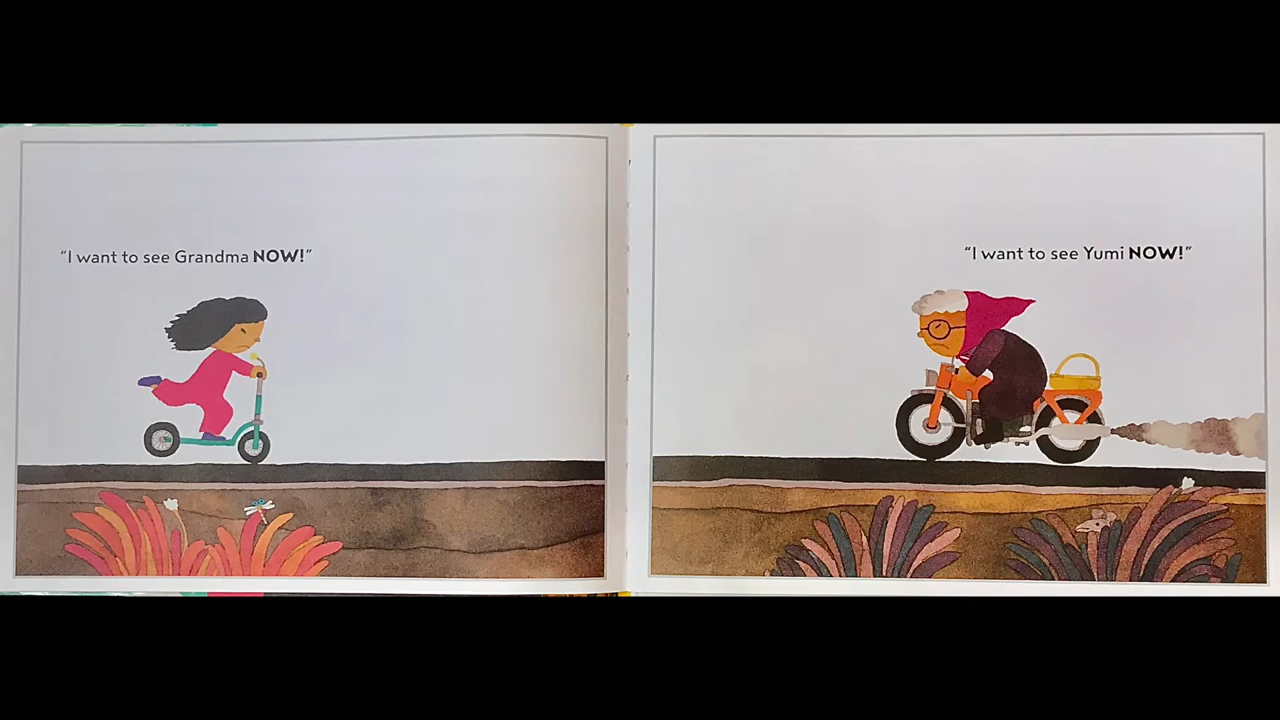 “I want to see Grandma NOW!”
“I want to see Yumi NOW!”